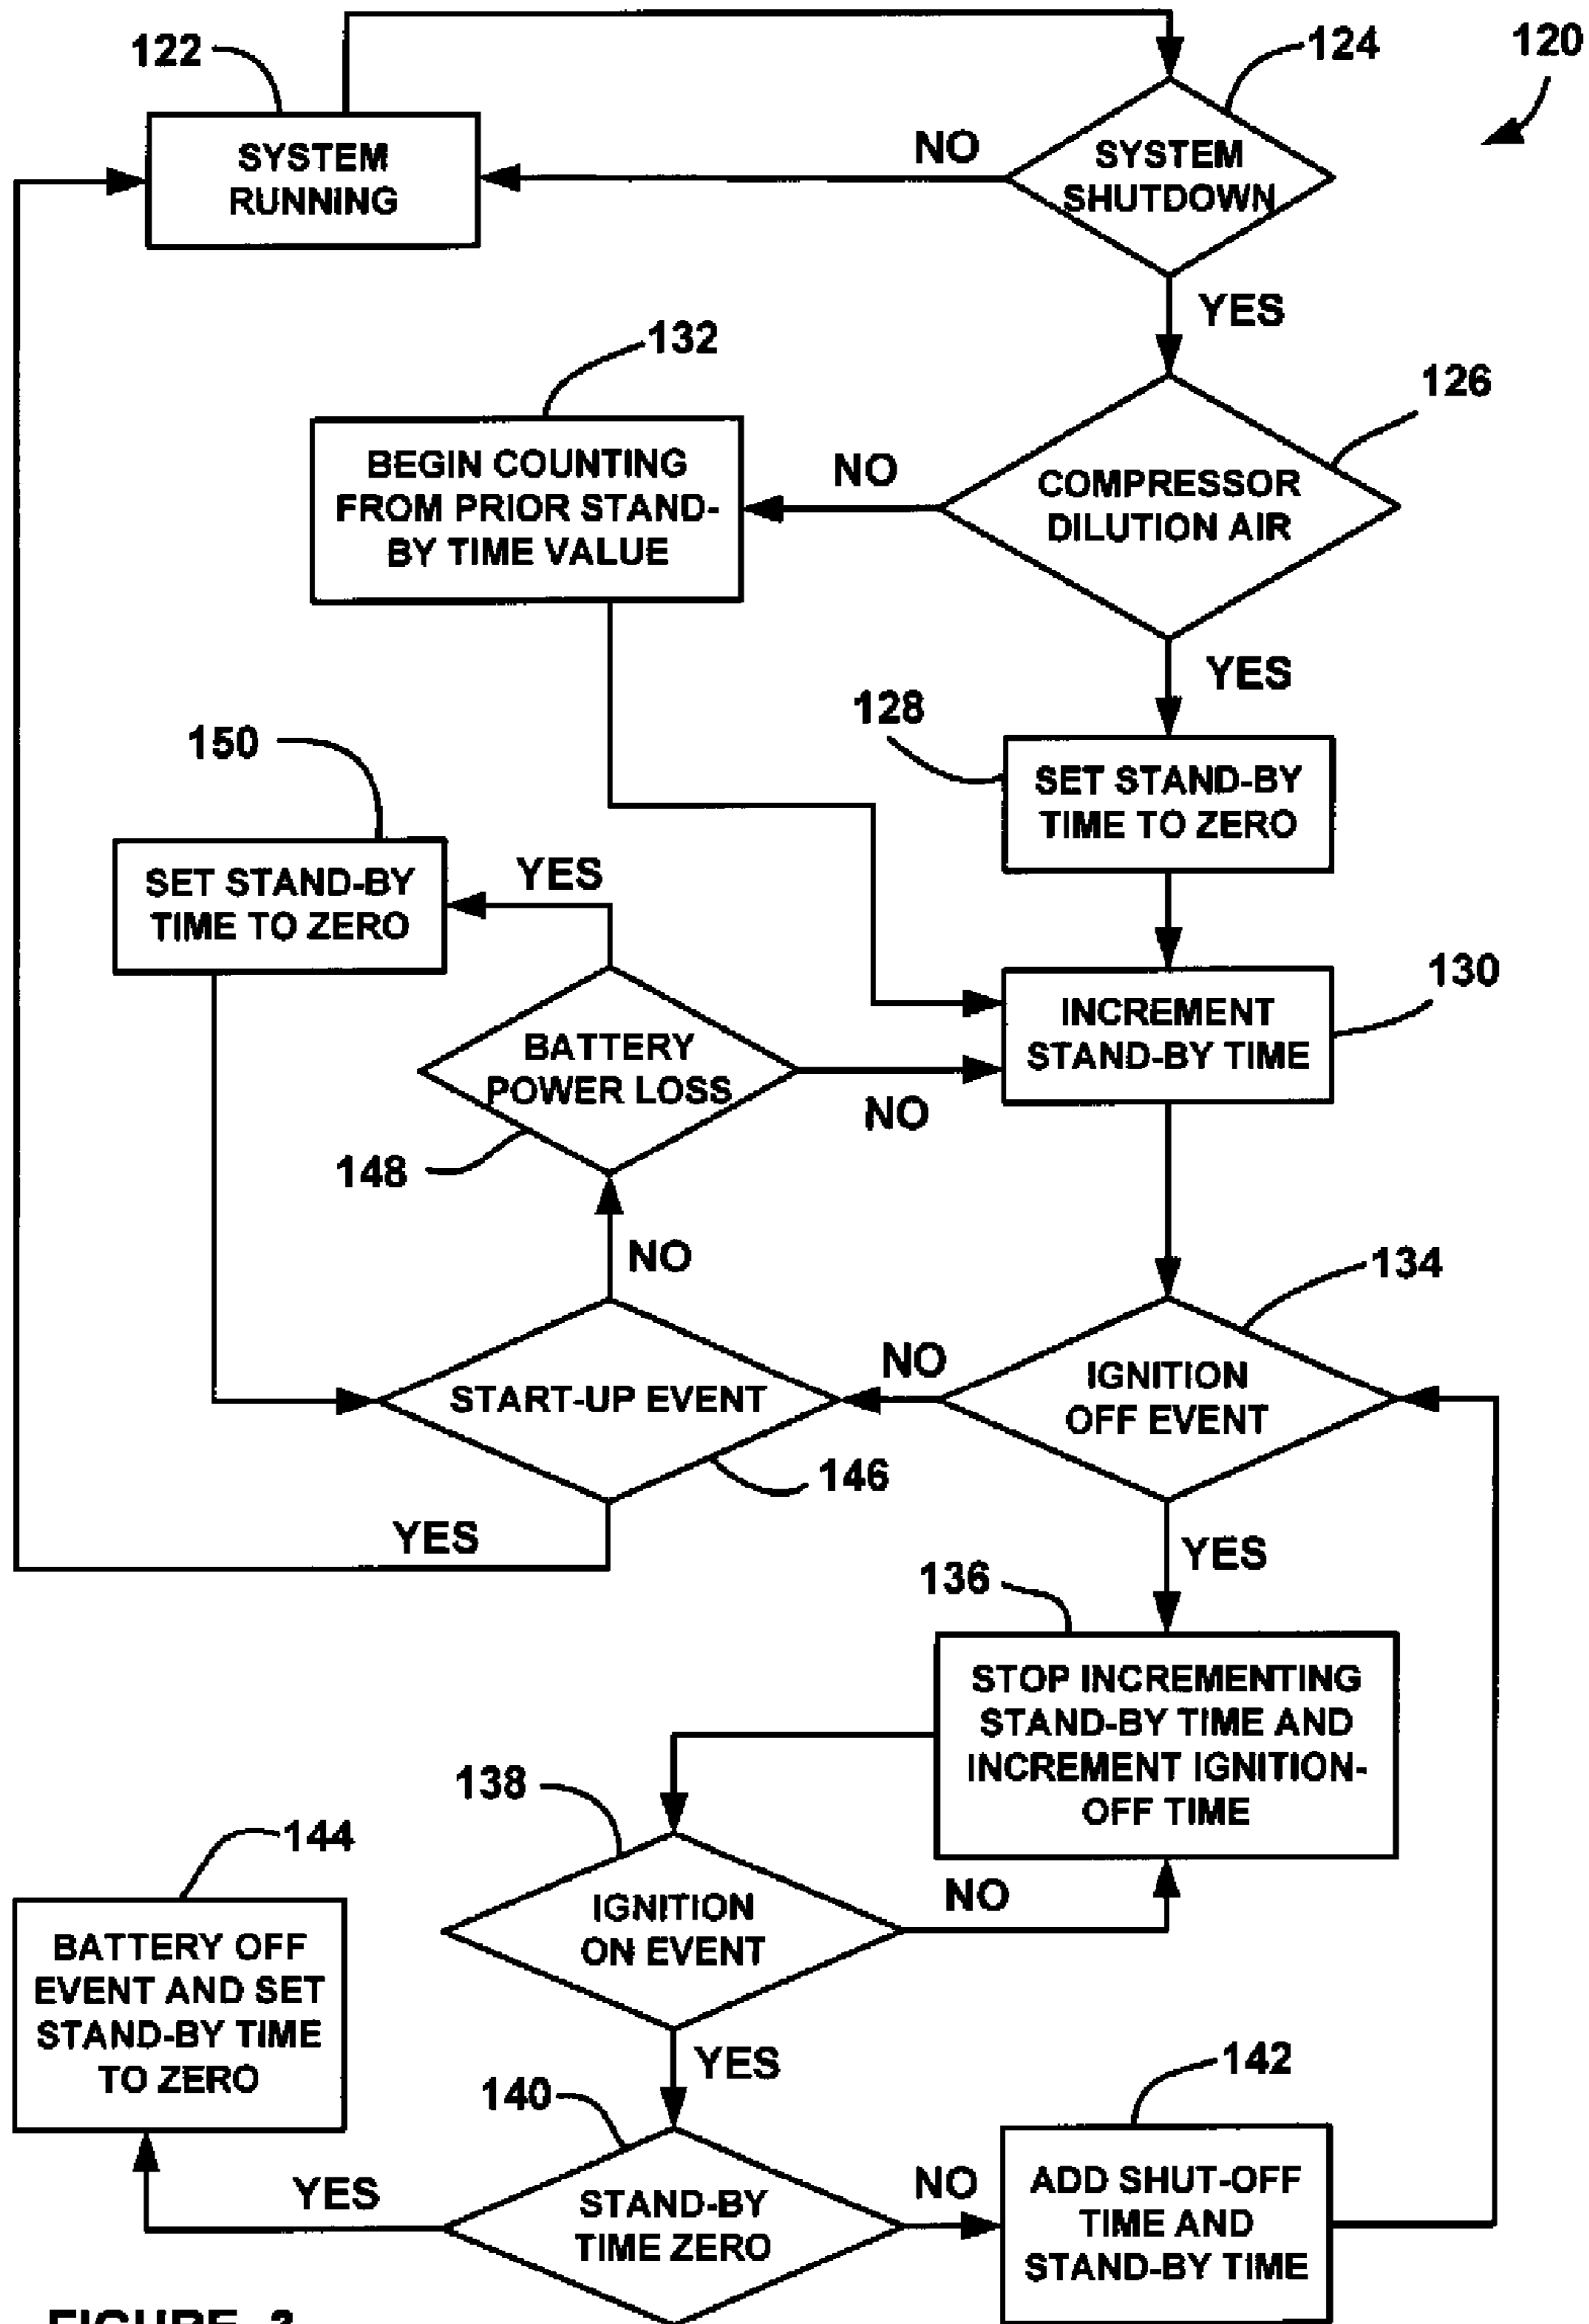 122
124
120
SYSTEM
RUNNING
NO
SYSTEM
SHUTDOWN
YES
132
126
BEGIN COUNTING
FROM PRIOR STAND-
BY TIME VALUE
NO
COMPRESSOR
DILUTION AIR
YES
128
150
SET STAND-BY
TIME TO ZERO
SET STAND-BY
TIME TO ZERO
YES
130
INCREMENT
STAND-BY TIME
BATTERY
POWER LOSS
NO
148
NO
134
START-UP EVENT
NO
IGNITION
OFF EVENT
146
YES
YES
136
STOP INCREMENTING
STAND-BY TIME AND
INCREMENT IGNITION-
OFF TIME
138
144
IGNITION
ON EVENT
NO
BATTERY OFF
EVENT AND SET
STAND-BY TIME
TO ZERO
YES
142
140
YES
STAND-BY
TIME ZERO
NO
ADD SHUT-OFF
TIME AND
STAND-BY TIME
FIGURE 3